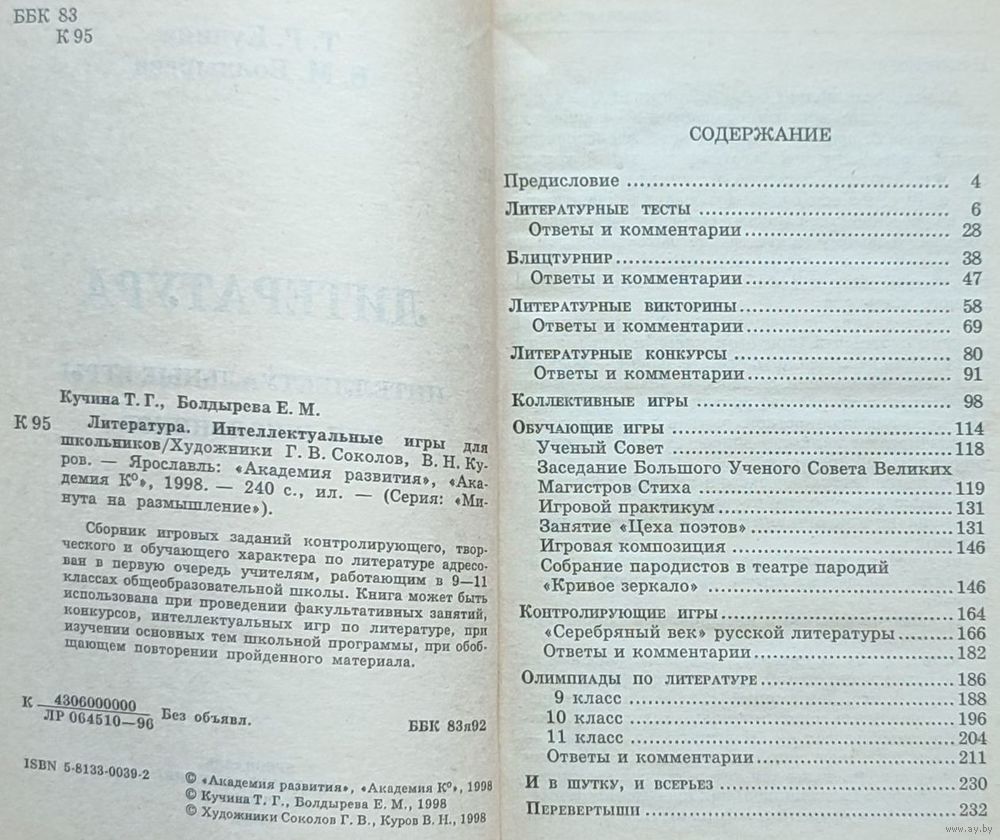 ББК 83
К 95
Кучина Т. Г., Болдырева Е. М.
К 95 Литература. Интеллектуальные игры для
школьников/Художники Г. В. Соколов, В. Н. Ку-
ров. — Ярославль: «Академия развития», «Ака-
демия К°», 1998. — 240 с., ил. — (Серия: «Ми-
нута на размышление»).
Сборник игровых заданий контролирующего, твор-
ческого и обучающего характера по литературе адресо-
ван в первую очередь учителям, работающим в 9—11
классах общеобразовательной школы. Книга может быть
использована при проведении факультативных занятий,
конкурсов, интеллектуальных игр по литературе, при
изучении основных тем школьной программы, при обоб-
щающем повторении пройденного материала.
К 4306000000
ЛР 064510—96 Без объявл.
ББК 83я92
ISBN 5-8133-0039-2
© «Академия развития», «Академия К°», 1998
© Кучина Т. Г., Болдырева Е. М., 1998
© Художники Соколов Г. В., Куров В. Н., 1998
СОДЕРЖАНИЕ
Предисловие ... 4
Литературные тесты ... 6
Ответы и комментарии ... 28
Блицтурнир ... 38
Ответы и комментарии ... 47
Литературные викторины ... 58
Ответы и комментарии ... 69
Литературные конкурсы ... 80
Ответы и комментарии ... 91
Коллективные игры ... 98
Обучающие игры ... 114
Ученый Совет ... 118
Заседание Большого Ученого Совета Великих
Магистров Стиха ... 119
Игровой практикум ... 131
Занятие «Цеха поэтов» ... 131
Игровая композиция ... 146
Собрание пародистов в театре пародий
«Кривое зеркало» ... 146
Контролирующие игры ... 164
«Серебряный век» русской литературы ... 166
Ответы и комментарии ... 182
Олимпиады по литературе ... 186
9 класс ... 188
10 класс ... 196
11 класс ... 204
Ответы и комментарии ... 211
И в шутку, и всерьез ... 230
Перевертыши ... 232
www.ay.by